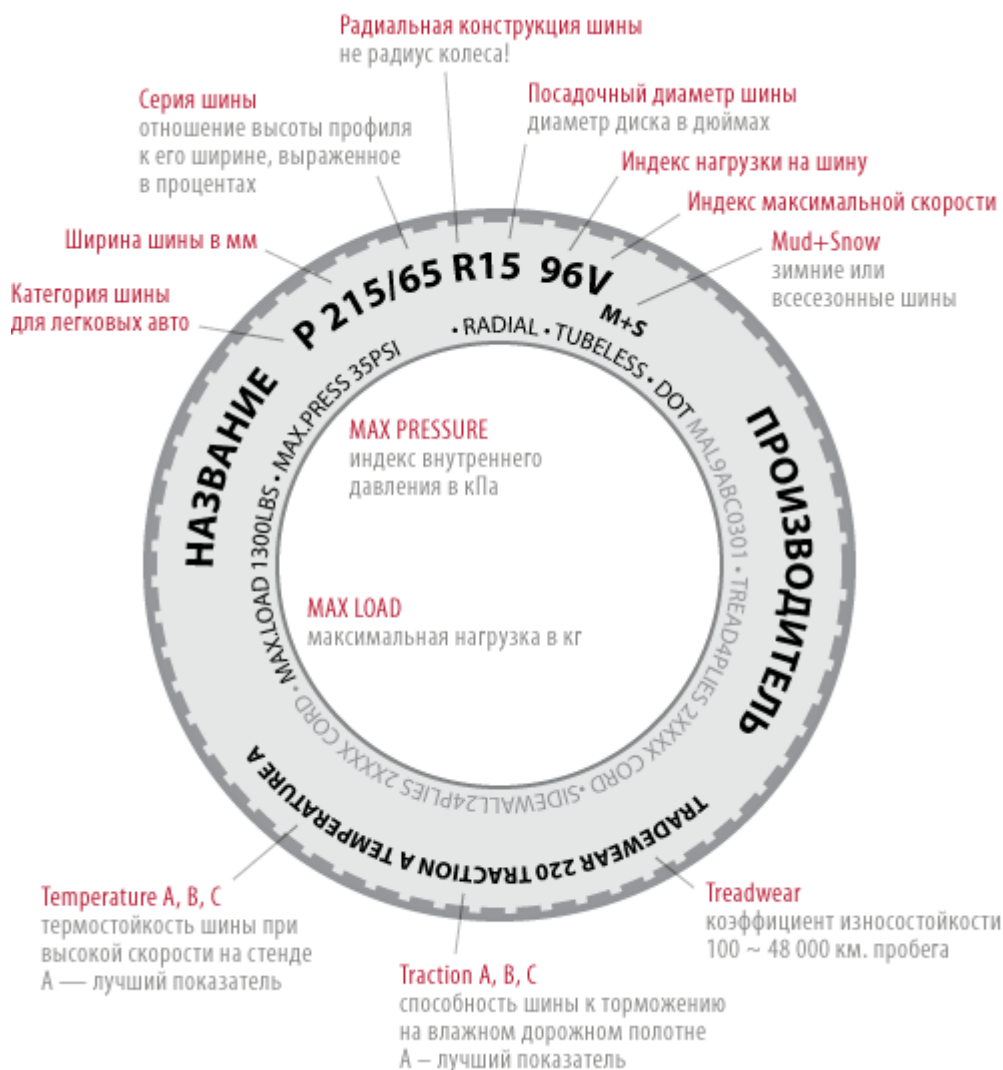 Радиальная конструкция шины
не радиус колеса!
Серия шины
отношение высоты профиля
к его ширине, выраженное
в процентах
Посадочный диаметр шины
диаметр диска в дюймах
Индекс нагрузки на шину
Индекс максимальной скорости
Ширина шины в мм
Mud+Snow
зимние или
всесезонные шины
Категория шины
для легковых авто
P 215/65 R15 96V
M+S
НАЗВАНИЕ
ПРОИЗВОДИТЕЛЬ
• RADIAL • TUBELESS • DOT MAL9ABC0301 • TREAD4PLIES 2XXXX CORD •SIDEWALL24PLIES 2XXXX CORD • MAX.LOAD 1300LBS • MAX.PRESS 35PSI
MAX PRESSURE
индекс внутреннего
давления в кПа
MAX LOAD
максимальная нагрузка в кг
TRADEWEAR 220 TRACTION A TEMPERATURE A
Temperature A, B, C
термостойкость шины при
высокой скорости на стенде
А — лучший показатель
Traction A, B, C
способность шины к торможению
на влажном дорожном полотне
А – лучший показатель
Treadwear
коэффициент износостойкости
100 ~ 48 000 км. пробега